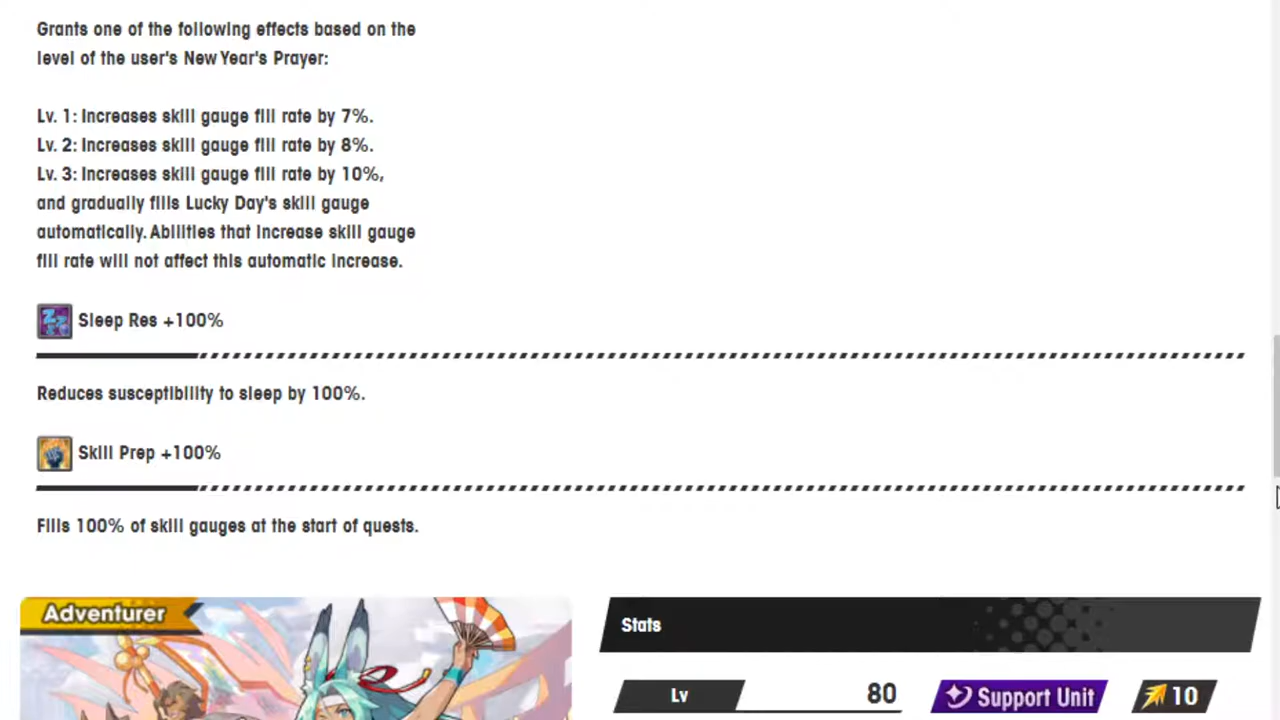 Grants one of the following effects based on the
level of the user's New Year's Prayer:
Lv. 1: Increases skill gauge fill rate by 7%.
Lv. 2: Increases skill gauge fill rate by 8%.
Lv. 3: Increases skill gauge fill rate by 10%,
and gradually fills Lucky Day's skill gauge
automatically. Abilities that increase skill gauge
fill rate will not affect this automatic increase.
Sleep Res +100%
Reduces susceptibility to sleep by 100%.
Skill Prep +100%
Fills 100% of skill gauges at the start of quests.
Adventurer
Stats
Lv 80 Support Unit 10